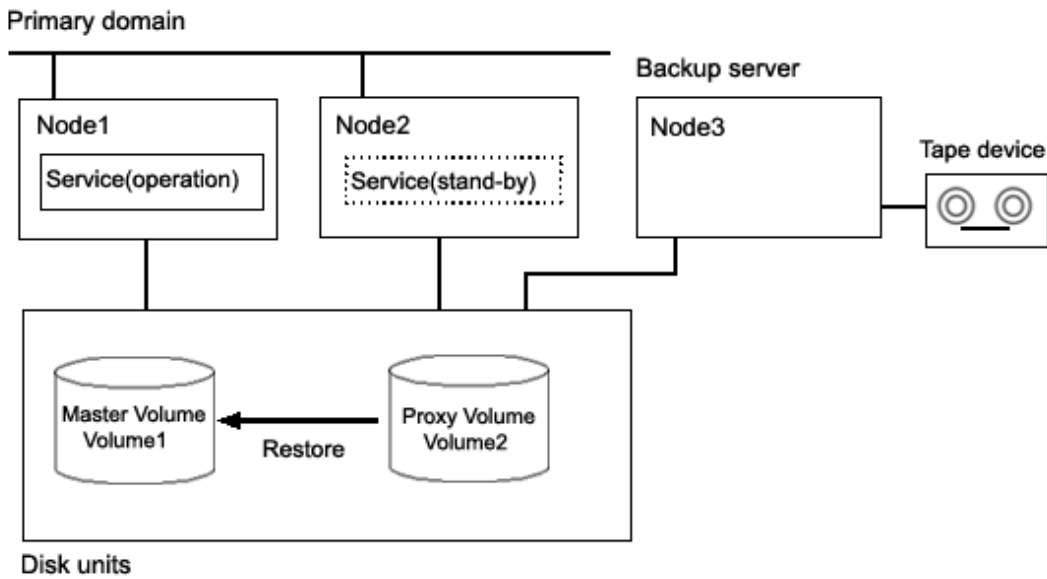 Primary domain
Backup server
Node1
Node2
Node3
Tape device
Service(operation)
Service(stand-by)
Master Volume
Volume1
Restore
Proxy Volume
Volume2
Disk units